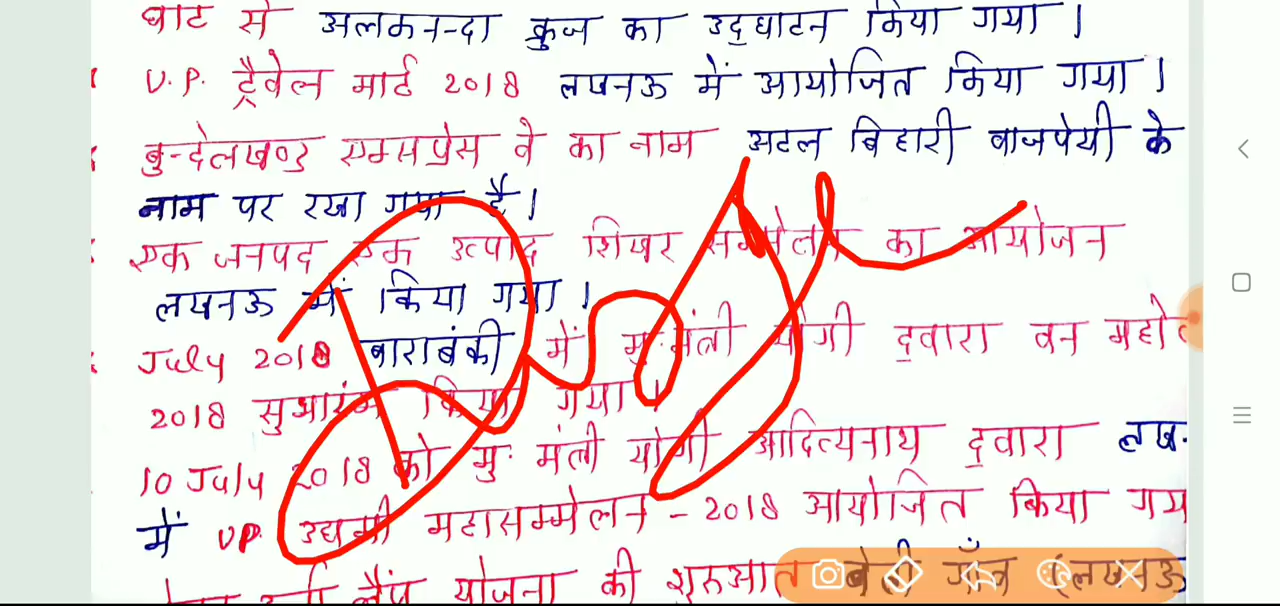 घाट से अलकनन्दा क्रुज का उद्घाटन किया गया ।
U.P. ट्रैवेल मार्ट 2018 लखनऊ में आयोजित किया गया ।
बुन्देलखण्ड एक्सप्रेस वे का नाम अटल बिहारी वाजपेयी के
नाम पर रखा गया है ।
एक जनपद एक उत्पाद शिखर सम्मेलन का आयोजन
लखनऊ में किया गया ।
July 2018 बाराबंकी में मु: मंत्री योगी द्वारा वन महो
2018 सुभारंभ किया गया ।
10 July 2018 को मु: मंत्री योगी आदित्यनाथ द्वारा लख
में UP. उद्यमी महासम्मेलन - 2018 आयोजित किया गय
योजना की शुरुआत लखनऊ